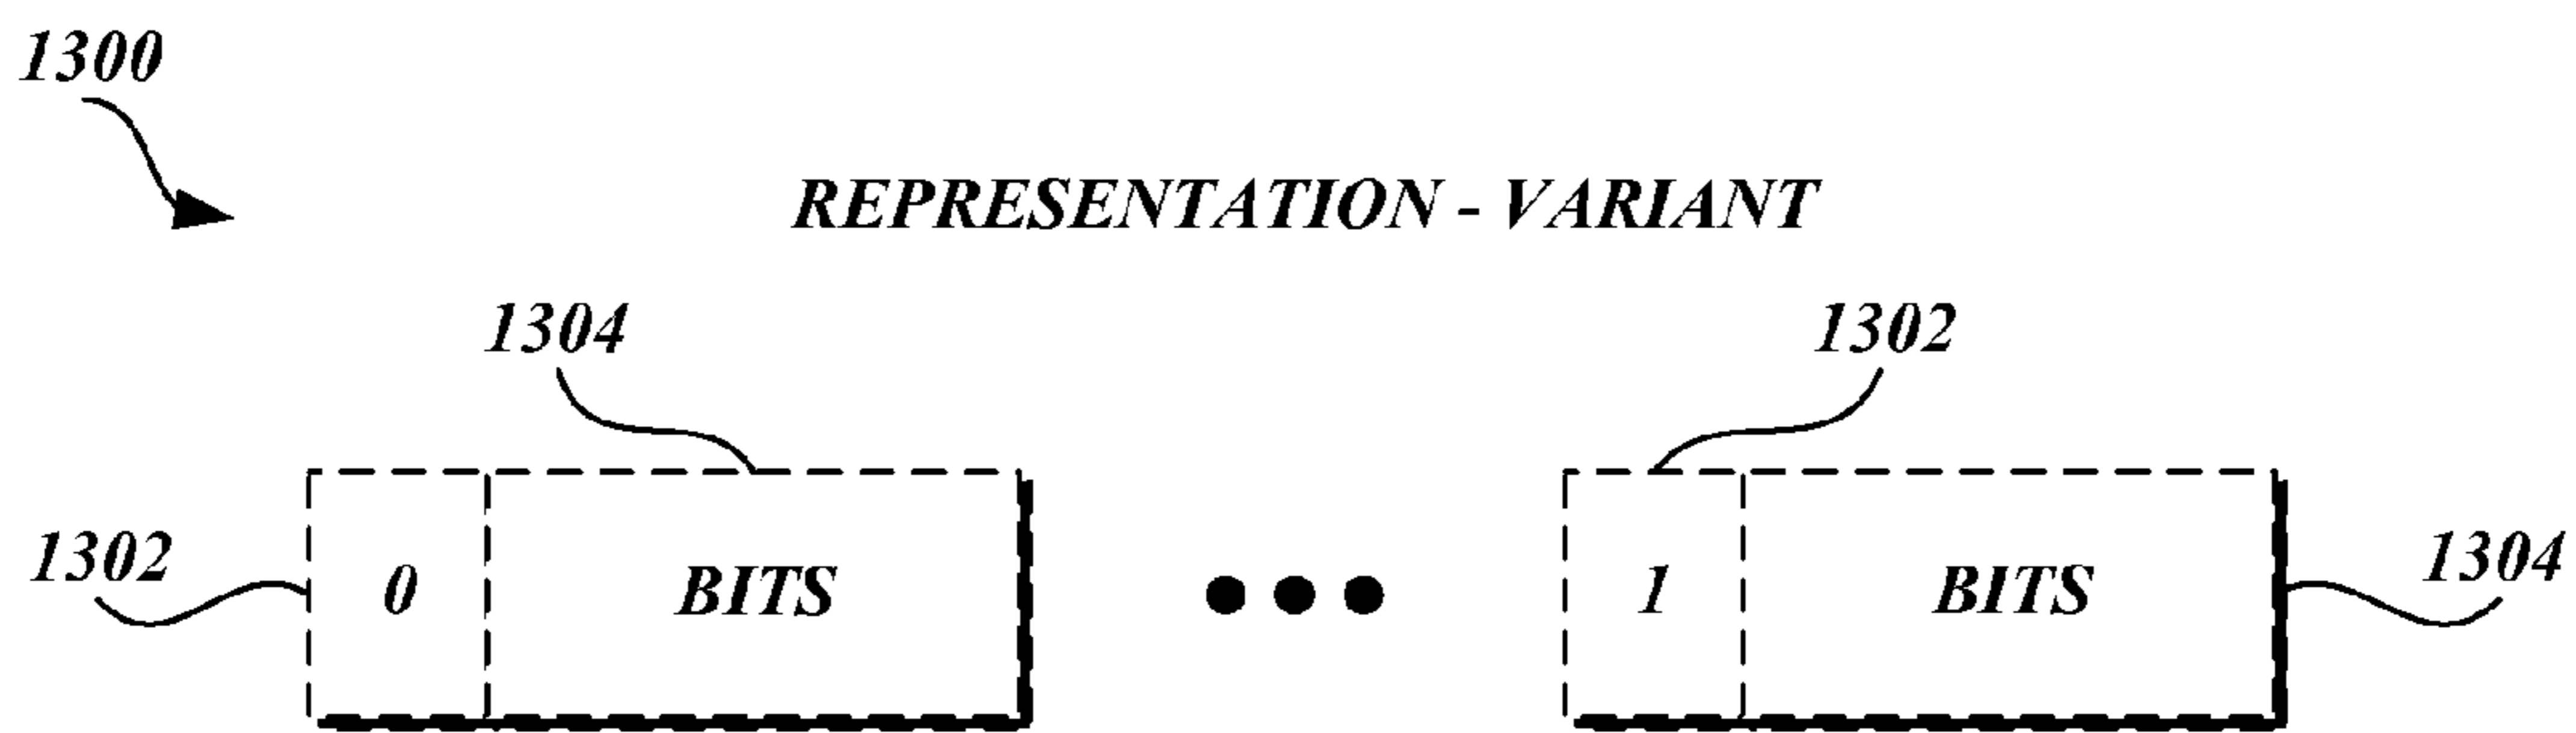 1300
REPRESENTATION - VARIANT
1304 1302
1302 0 BITS 1 BITS 1304